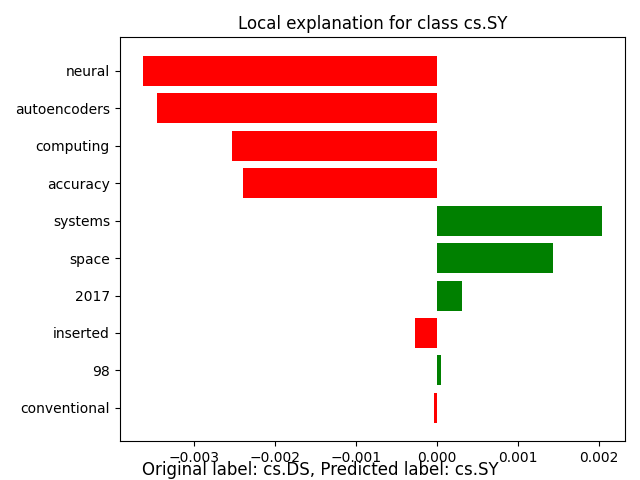 Local explanation for class cs.SY
neural
autoencoders
computing
accuracy
systems
space
2017
inserted
98
conventional
−0.003 −0.002 −0.001 0.000 0.001 0.002
Original label: cs.DS, Predicted label: cs.SY